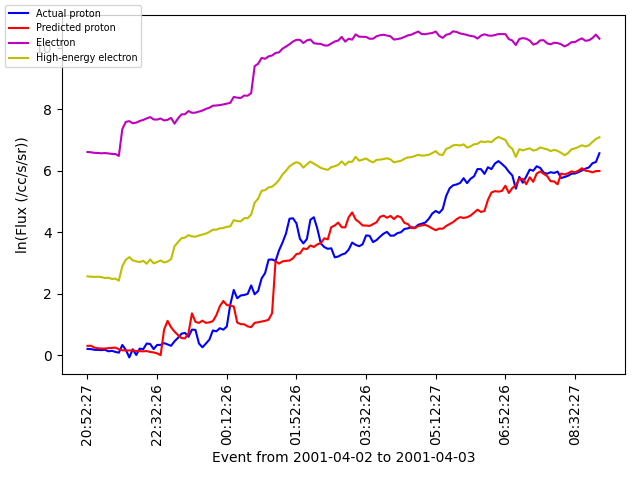 Actual proton
Predicted proton
Electron
High-energy electron
10
8
6
4
2
0
ln(Flux (/cc/s/sr))
20:52:27
22:32:26
00:12:26
01:52:26
03:32:26
05:12:27
06:52:26
08:32:27
Event from 2001-04-02 to 2001-04-03